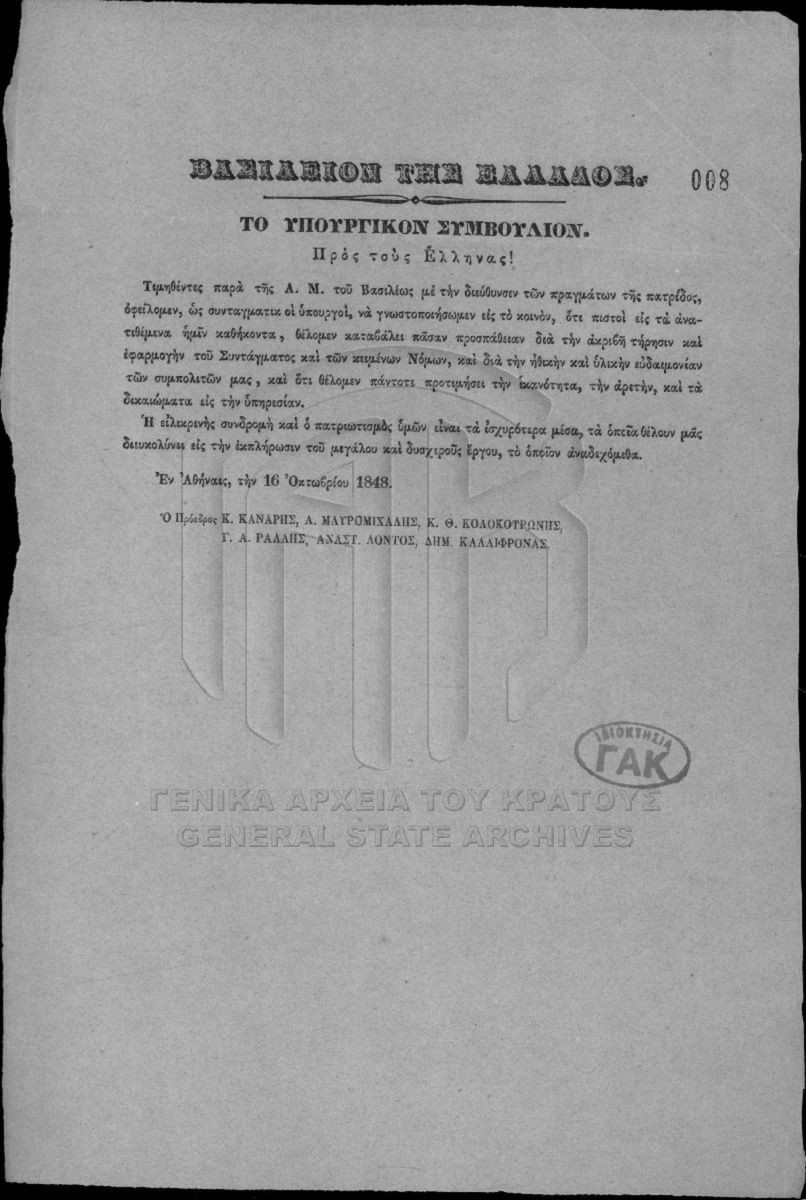 ΒΑΣΙΛΕΙΟΝ ΤΗΣ ΕΛΛΑΔΟΣ.
008
ΤΟ ΥΠΟΥΡΓΙΚΟΝ ΣΥΜΒΟΥΛΙΟΝ.
Πρὸς τοὺς Ἕλληνας!
Τιμηθέντες παρὰ τῆς Α. Μ. τοῦ Βασιλέως μὲ τὴν διεύθυνσιν τῶν πραγμάτων τῆς πατρίδος,
ὀφείλομεν, ὡς συνταγματικ οἱ ὑπουργοὶ, νὰ γνωστοποιήσωμεν εἰς τὸ κοινὸν, ὅτι πιστοὶ εἰς τὰ ἀνα-
τιθέμενα ἡμῖν καθήκοντα, θέλομεν καταβάλει πᾶσαν προσπάθειαν διὰ τὴν ἀκριβῆ τήρησιν καὶ
ἐφαρμογὴν τοῦ Συντάγματος καὶ τῶν κειμένων Νόμων, καὶ διὰ τὴν ἠθικὴν καὶ ὑλικὴν εὐδαιμονίαν
τῶν συμπολιτῶν μας, καὶ ὅτι θέλομεν πάντοτε προτιμήσει τὴν ἱκανότητα, τὴν ἀρετὴν, καὶ τὰ
δικαιώματα εἰς τὴν ὑπηρεσίαν.
Ἡ εἰλικρινὴς συνδρομὴ καὶ ὁ πατριωτισμὸς ὑμῶν εἶναι τὰ ἰσχυρότερα μέσα, τὰ ὁποῖα θέλουν μᾶς
διευκολύνει εἰς τὴν ἐκπλήρωσιν τοῦ μεγάλου καὶ δυσχεροῦς ἔργου, τὸ ὁποῖον ἀναδεχόμεθα.
Ἐν Ἀθήναις, τὴν 16 Ὀκτωβρίου 1848.
Ὁ Πρόεδρος Κ. ΚΑΝΑΡΗΣ, Α. ΜΑΥΡΟΜΙΧΑΛΗΣ, Κ. Θ. ΚΟΛΟΚΟΤΡΩΝΗΣ,
Γ. Α. ΡΑΛΛΗΣ, ΑΝΑΣΤ. ΛΟΝΤΟΣ, ΔΗΜ. ΚΑΛΛΙΦΡΟΝΑΣ.
ΙΔΙΟΚΤΗΣΙΑ
ΓΑΚ
ΓΕΝΙΚΑ ΑΡΧΕΙΑ ΤΟΥ ΚΡΑΤΟΥΣ
GENERAL STATE ARCHIVES